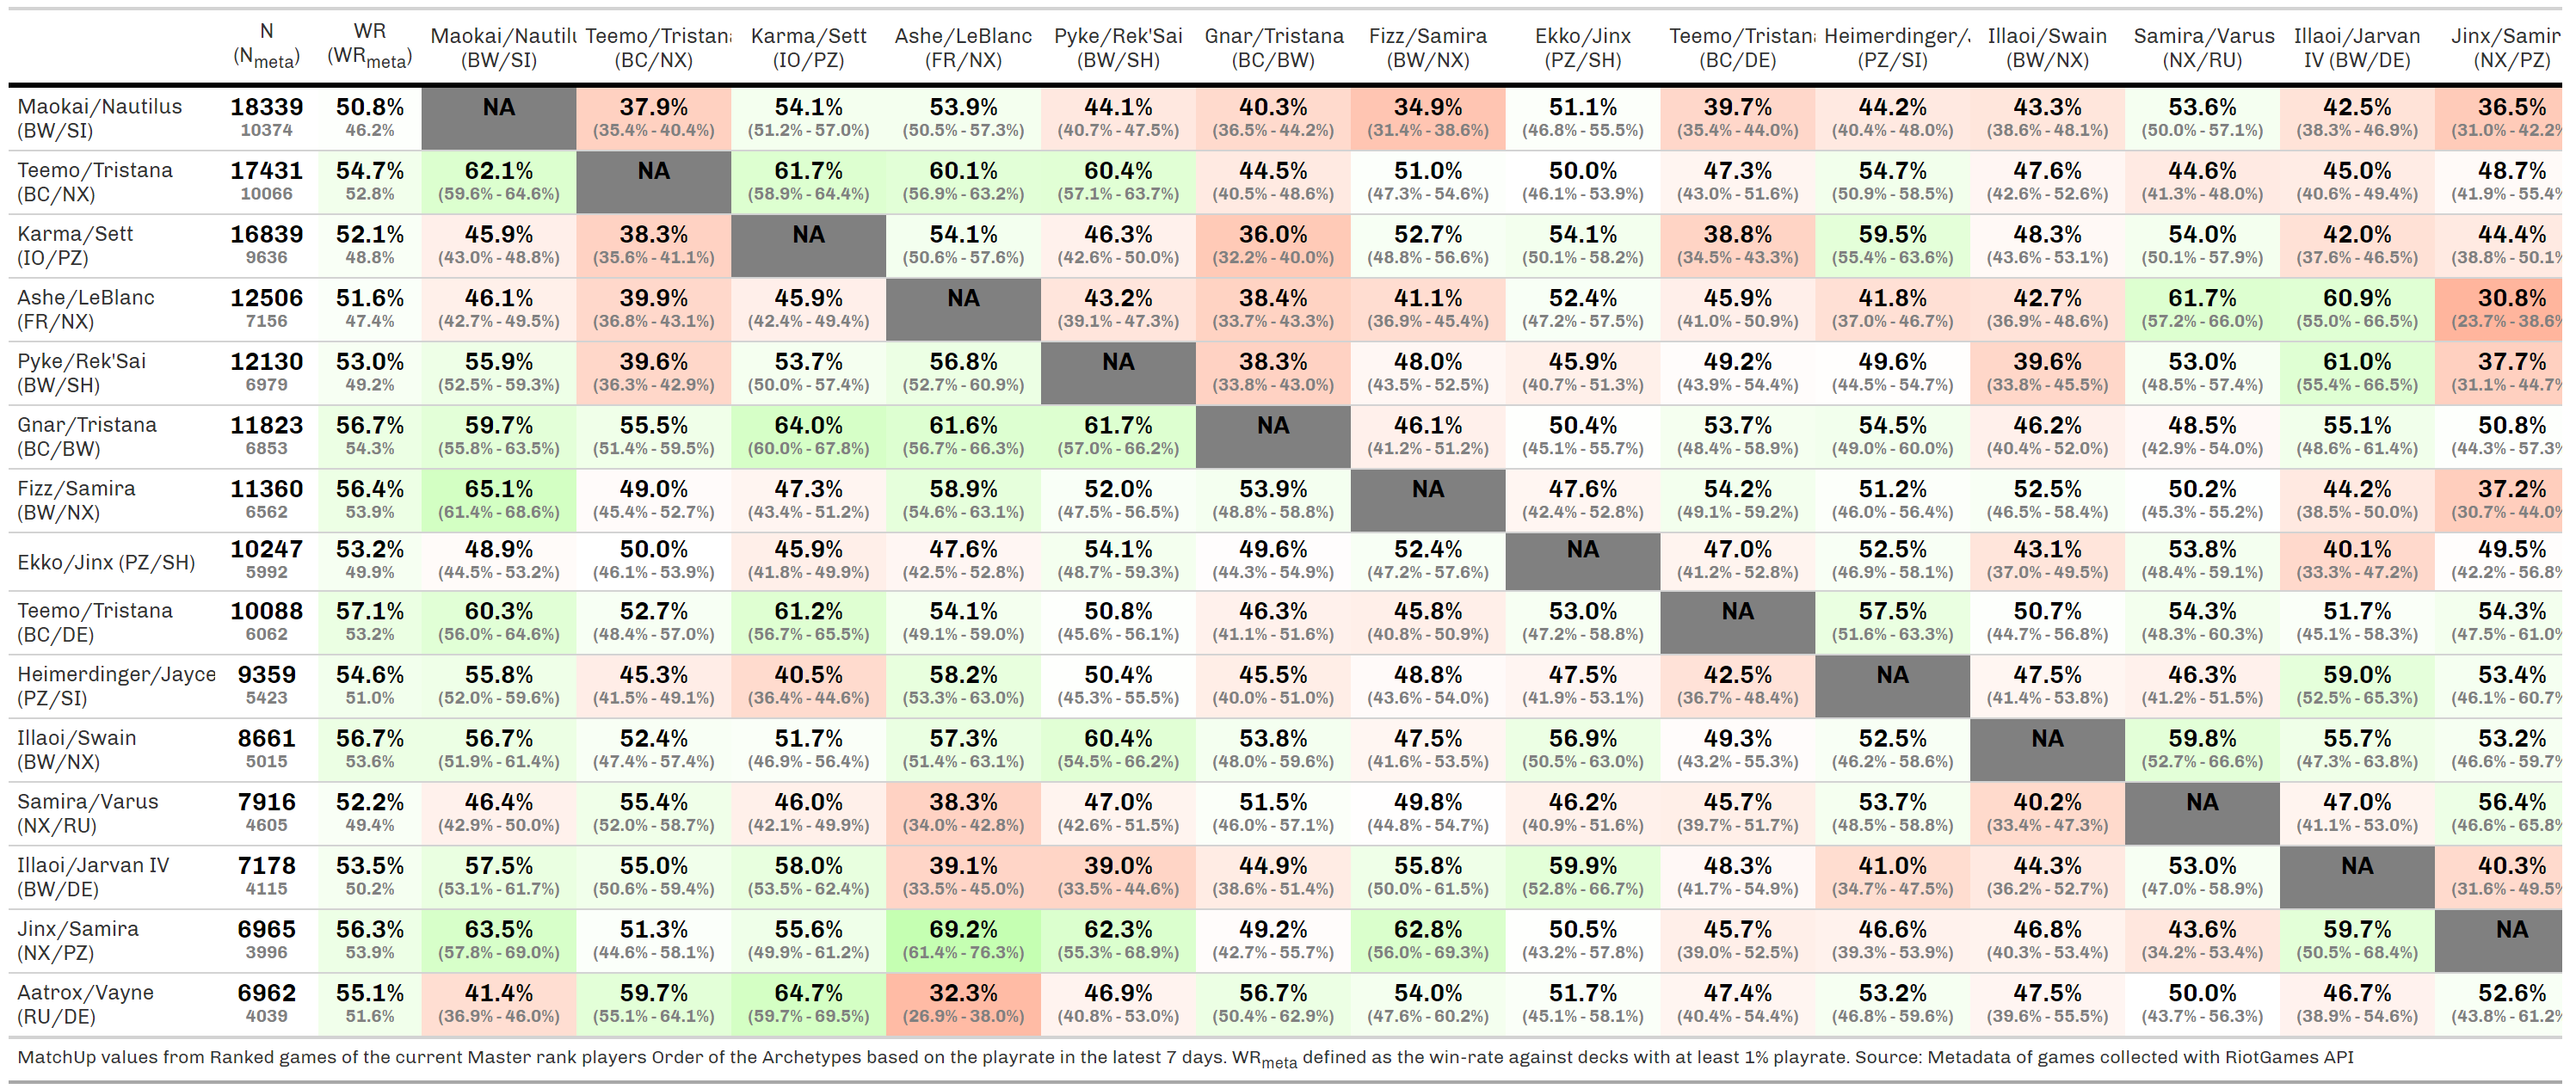 N WR Maokai/Nautilu Teemo/Tristana Karma/Sett Ashe/LeBlanc Pyke/Rek'Sai Gnar/Tristana Fizz/Samira Ekko/Jinx Teemo/Tristana Heimerdinger/J Illaoi/Swain Samira/Varus Illaoi/Jarvan Jinx/Samir
(Nmeta) (WRmeta) (BW/SI) (BC/NX) (IO/PZ) (FR/NX) (BW/SH) (BC/BW) (BW/NX) (PZ/SH) (BC/DE) (PZ/SI) (BW/NX) (NX/RU) IV (BW/DE) (NX/PZ)
Maokai/Nautilus 18339 50.8% NA 37.9% 54.1% 53.9% 44.1% 40.3% 34.9% 51.1% 39.7% 44.2% 43.3% 53.6% 42.5% 36.5%
(BW/SI) 10374 46.2% (35.4% - 40.4%) (51.2% - 57.0%) (50.5% - 57.3%) (40.7% - 47.5%) (36.5% - 44.2%) (31.4% - 38.6%) (46.8% - 55.5%) (35.4% - 44.0%) (40.4% - 48.0%) (38.6% - 48.1%) (50.0% - 57.1%) (38.3% - 46.9%) (31.0% - 42.2%
Teemo/Tristana 17431 54.7% 62.1% NA 61.7% 60.1% 60.4% 44.5% 51.0% 50.0% 47.3% 54.7% 47.6% 44.6% 45.0% 48.7%
(BC/NX) 10066 52.8% (59.6% - 64.6%) (58.9% - 64.4%) (56.9% - 63.2%) (57.1% - 63.7%) (40.5% - 48.6%) (47.3% - 54.6%) (46.1% - 53.9%) (43.0% - 51.6%) (50.9% - 58.5%) (42.6% - 52.6%) (41.3% - 48.0%) (40.6% - 49.4%) (41.9% - 55.4%
Karma/Sett 16839 52.1% 45.9% 38.3% NA 54.1% 46.3% 36.0% 52.7% 54.1% 38.8% 59.5% 48.3% 54.0% 42.0% 44.4%
(IO/PZ) 9636 48.8% (43.0% - 48.8%) (35.6% - 41.1%) (50.6% - 57.6%) (42.6% - 50.0%) (32.2% - 40.0%) (48.8% - 56.6%) (50.1% - 58.2%) (34.5% - 43.3%) (55.4% - 63.6%) (43.6% - 53.1%) (50.1% - 57.9%) (37.6% - 46.5%) (38.8% - 50.1%
Ashe/LeBlanc 12506 51.6% 46.1% 39.9% 45.9% NA 43.2% 38.4% 41.1% 52.4% 45.9% 41.8% 42.7% 61.7% 60.9% 30.8%
(FR/NX) 7156 47.4% (42.7% - 49.5%) (36.8% - 43.1%) (42.4% - 49.4%) (39.1% - 47.3%) (33.7% - 43.3%) (36.9% - 45.4%) (47.2% - 57.5%) (41.0% - 50.9%) (37.0% - 46.7%) (36.9% - 48.6%) (57.2% - 66.0%) (55.0% - 66.5%) (23.7% - 38.6%
Pyke/Rek'Sai 12130 53.0% 55.9% 39.6% 53.7% 56.8% NA 38.3% 48.0% 45.9% 49.2% 49.6% 39.6% 53.0% 61.0% 37.7%
(BW/SH) 6979 49.2% (52.5% - 59.3%) (36.3% - 42.9%) (50.0% - 57.4%) (52.7% - 60.9%) (33.8% - 43.0%) (43.5% - 52.5%) (40.7% - 51.3%) (43.9% - 54.4%) (44.5% - 54.7%) (33.8% - 45.5%) (48.5% - 57.4%) (55.4% - 66.5%) (31.1% - 44.7%
Gnar/Tristana 11823 56.7% 59.7% 55.5% 64.0% 61.6% 61.7% NA 46.1% 50.4% 53.7% 54.5% 46.2% 48.5% 55.1% 50.8%
(BC/BW) 6853 54.3% (55.8% - 63.5%) (51.4% - 59.5%) (60.0% - 67.8%) (56.7% - 66.3%) (57.0% - 66.2%) (41.2% - 51.2%) (45.1% - 55.7%) (48.4% - 58.9%) (49.0% - 60.0%) (40.4% - 52.0%) (42.9% - 54.0%) (48.6% - 61.4%) (44.3% - 57.3%
Fizz/Samira 11360 56.4% 65.1% 49.0% 47.3% 58.9% 52.0% 53.9% NA 47.6% 54.2% 51.2% 52.5% 50.2% 44.2% 37.2%
(BW/NX) 6562 53.9% (61.4% - 68.6%) (45.4% - 52.7%) (43.4% - 51.2%) (54.6% - 63.1%) (47.5% - 56.5%) (48.8% - 58.8%) (42.4% - 52.8%) (49.1% - 59.2%) (46.0% - 56.4%) (46.5% - 58.4%) (45.3% - 55.2%) (38.5% - 50.0%) (30.7% - 44.0%
Ekko/Jinx (PZ/SH) 10247 53.2% 48.9% 50.0% 45.9% 47.6% 54.1% 49.6% 52.4% NA 47.0% 52.5% 43.1% 53.8% 40.1% 49.5%
5992 49.9% (44.5% - 53.2%) (46.1% - 53.9%) (41.8% - 49.9%) (42.5% - 52.8%) (48.7% - 59.3%) (44.3% - 54.9%) (47.2% - 57.6%) (41.2% - 52.8%) (46.9% - 58.1%) (37.0% - 49.5%) (48.4% - 59.1%) (33.3% - 47.2%) (42.2% - 56.8%
Teemo/Tristana 10088 57.1% 60.3% 52.7% 61.2% 54.1% 50.8% 46.3% 45.8% 53.0% NA 57.5% 50.7% 54.3% 51.7% 54.3%
(BC/DE) 6062 53.2% (56.0% - 64.6%) (48.4% - 57.0%) (56.7% - 65.5%) (49.1% - 59.0%) (45.6% - 56.1%) (41.1% - 51.6%) (40.8% - 50.9%) (47.2% - 58.8%) (51.6% - 63.3%) (44.7% - 56.8%) (48.3% - 60.3%) (45.1% - 58.3%) (47.5% - 61.0%
Heimerdinger/Jayce 9359 54.6% 55.8% 45.3% 40.5% 58.2% 50.4% 45.5% 48.8% 47.5% 42.5% NA 47.5% 46.3% 59.0% 53.4%
(PZ/SI) 5423 51.0% (52.0% - 59.6%) (41.5% - 49.1%) (36.4% - 44.6%) (53.3% - 63.0%) (45.3% - 55.5%) (40.0% - 51.0%) (43.6% - 54.0%) (41.9% - 53.1%) (36.7% - 48.4%) (41.4% - 53.8%) (41.2% - 51.5%) (52.5% - 65.3%) (46.1% - 60.7%
Illaoi/Swain 8661 56.7% 56.7% 52.4% 51.7% 57.3% 60.4% 53.8% 47.5% 56.9% 49.3% 52.5% NA 59.8% 55.7% 53.2%
(BW/NX) 5015 53.6% (51.9% - 61.4%) (47.4% - 57.4%) (46.9% - 56.4%) (51.4% - 63.1%) (54.5% - 66.2%) (48.0% - 59.6%) (41.6% - 53.5%) (50.5% - 63.0%) (43.2% - 55.3%) (46.2% - 58.6%) (52.7% - 66.6%) (47.3% - 63.8%) (46.6% - 59.7%
Samira/Varus 7916 52.2% 46.4% 55.4% 46.0% 38.3% 47.0% 51.5% 49.8% 46.2% 45.7% 53.7% 40.2% NA 47.0% 56.4%
(NX/RU) 4605 49.4% (42.9% - 50.0%) (52.0% - 58.7%) (42.1% - 49.9%) (34.0% - 42.8%) (42.6% - 51.5%) (46.0% - 57.1%) (44.8% - 54.7%) (40.9% - 51.6%) (39.7% - 51.7%) (48.5% - 58.8%) (33.4% - 47.3%) (41.1% - 53.0%) (46.6% - 65.8%
Illaoi/Jarvan IV 7178 53.5% 57.5% 55.0% 58.0% 39.1% 39.0% 44.9% 55.8% 59.9% 48.3% 41.0% 44.3% 53.0% NA 40.3%
(BW/DE) 4115 50.2% (53.1% - 61.7%) (50.6% - 59.4%) (53.5% - 62.4%) (33.5% - 45.0%) (33.5% - 44.6%) (38.6% - 51.4%) (50.0% - 61.5%) (52.8% - 66.7%) (41.7% - 54.9%) (34.7% - 47.5%) (36.2% - 52.7%) (47.0% - 58.9%) (31.6% - 49.5%
Jinx/Samira 6965 56.3% 63.5% 51.3% 55.6% 69.2% 62.3% 49.2% 62.8% 50.5% 45.7% 46.6% 46.8% 43.6% 59.7% NA
(NX/PZ) 3996 53.9% (57.8% - 69.0%) (44.6% - 58.1%) (49.9% - 61.2%) (61.4% - 76.3%) (55.3% - 68.9%) (42.7% - 55.7%) (56.0% - 69.3%) (43.2% - 57.8%) (39.0% - 52.5%) (39.3% - 53.9%) (40.3% - 53.4%) (34.2% - 53.4%) (50.5% - 68.4%)
Aatrox/Vayne 6962 55.1% 41.4% 59.7% 64.7% 32.3% 46.9% 56.7% 54.0% 51.7% 47.4% 53.2% 47.5% 50.0% 46.7% 52.6%
(RU/DE) 4039 51.6% (36.9% - 46.0%) (55.1% - 64.1%) (59.7% - 69.5%) (26.9% - 38.0%) (40.8% - 53.0%) (50.4% - 62.9%) (47.6% - 60.2%) (45.1% - 58.1%) (40.4% - 54.4%) (46.8% - 59.6%) (39.6% - 55.5%) (43.7% - 56.3%) (38.9% - 54.6%) (43.8% - 61.2%
MatchUp values from Ranked games of the current Master rank players Order of the Archetypes based on the playrate in the latest 7 days. WRmeta defined as the win-rate against decks with at least 1% playrate. Source: Metadata of games collected with RiotGames API